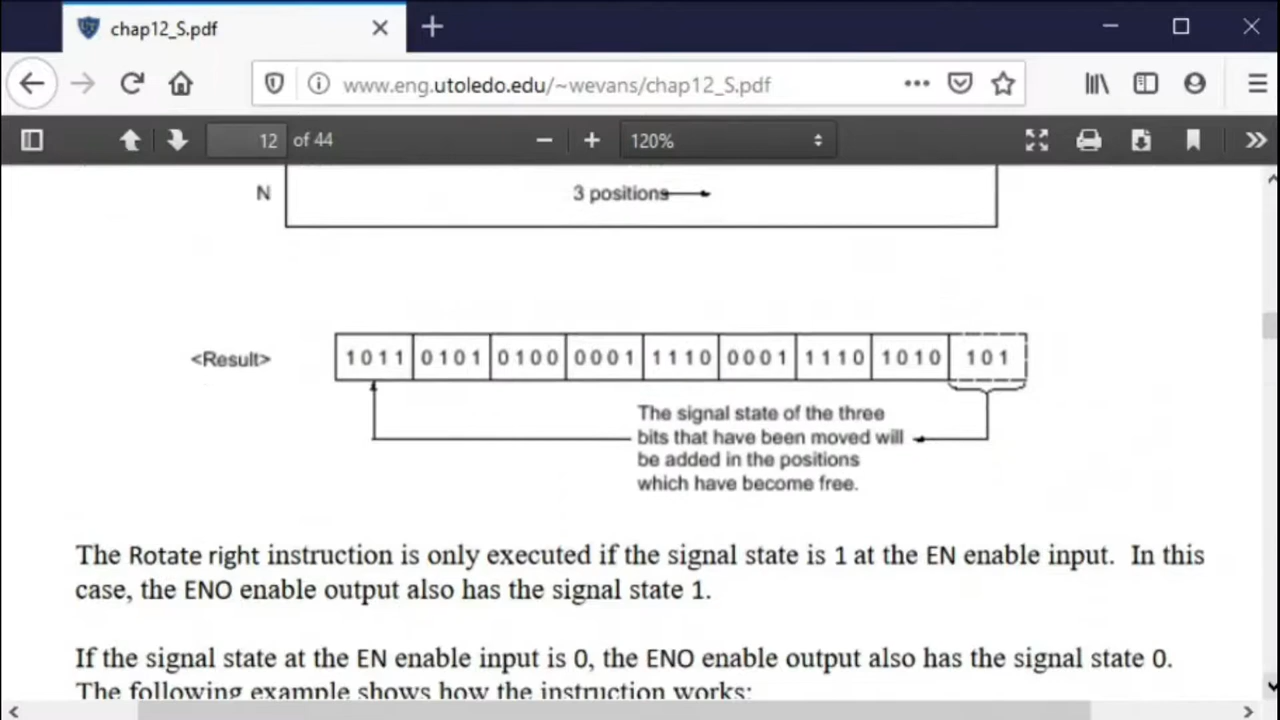 chap12_S.pdf
www.eng.utoledo.edu/~wevans/chap12_S.pdf
12 of 44
120%
N
3 positions
<Result>
1011 0101 0100 0001 1110 0001 1110 1010 101
The signal state of the three
bits that have been moved will
be added in the positions
which have become free.
The Rotate right instruction is only executed if the signal state is 1 at the EN enable input. In this
case, the ENO enable output also has the signal state 1.
If the signal state at the EN enable input is 0, the ENO enable output also has the signal state 0.
The following example shows how the instruction works: